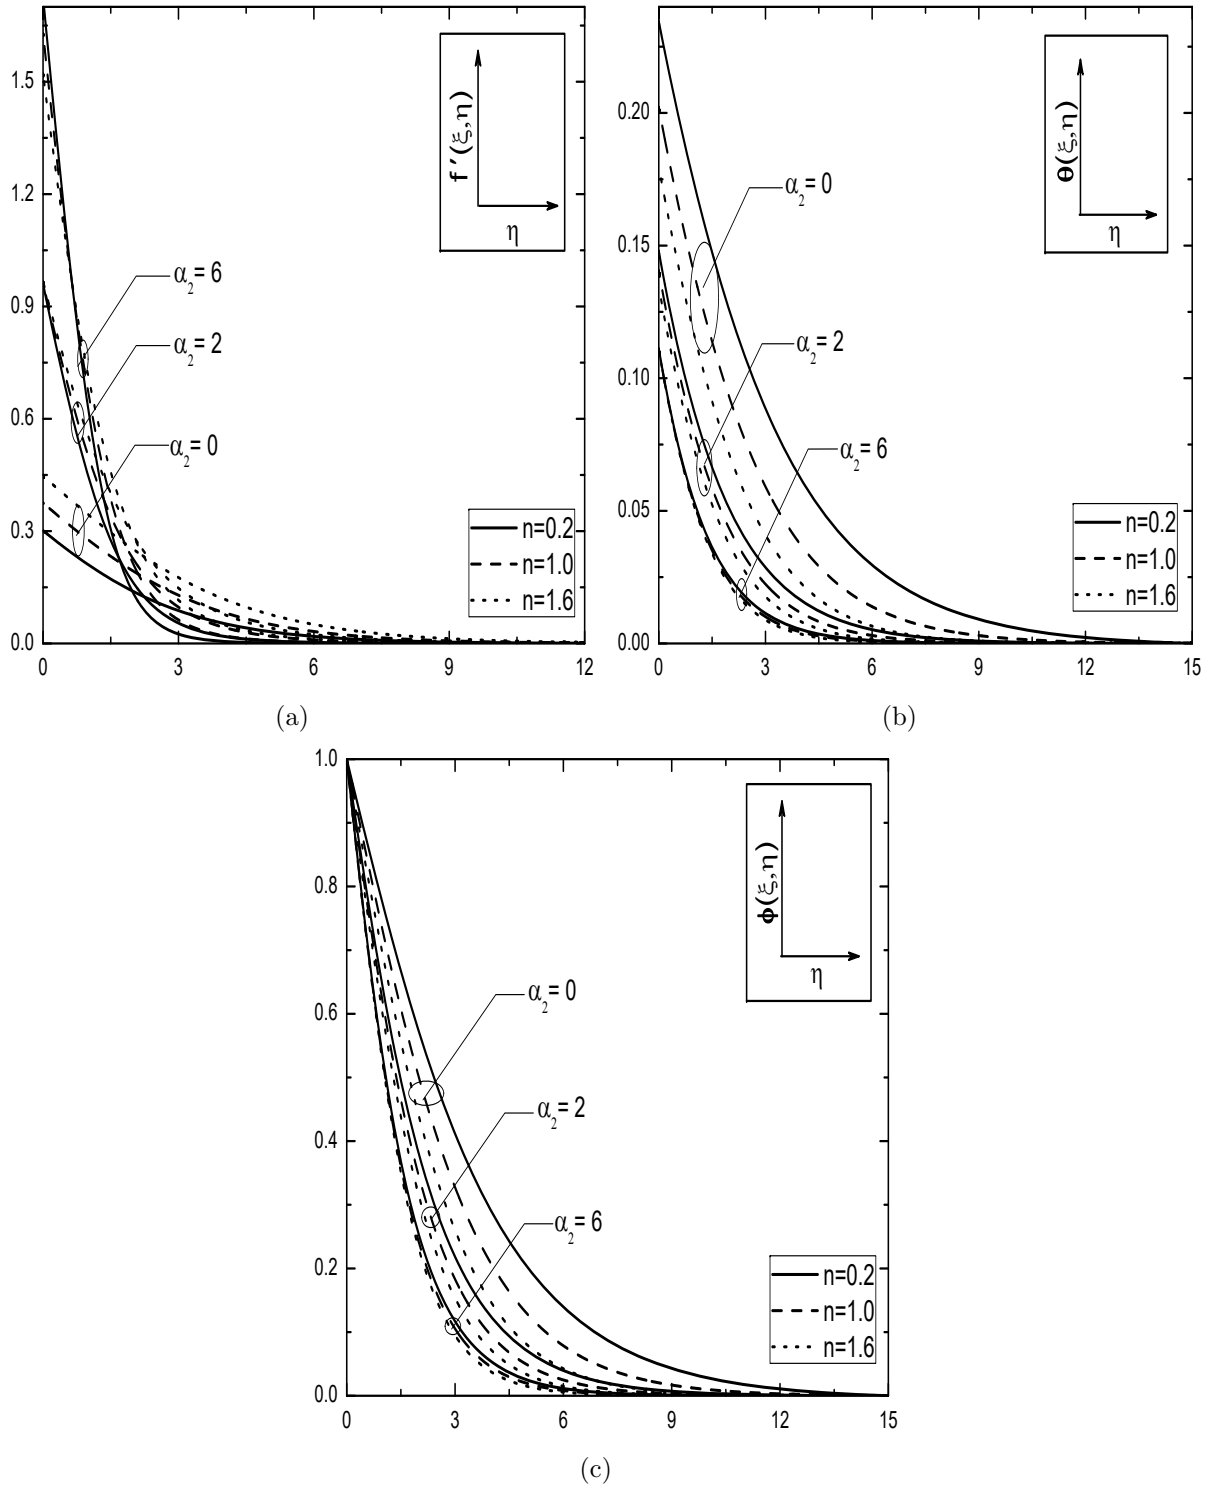 1.5
1.2
0.9
0.6
0.3
0.0
0 3 6 9 12
f ′(ξ,η)
η
α₂= 6
α₂= 2
α₂= 0
n=0.2
n=1.0
n=1.6
(a)
0.20
0.15
0.10
0.05
0.00
0 3 6 9 12 15
θ(ξ,η)
η
α₂= 0
α₂= 2
α₂= 6
n=0.2
n=1.0
n=1.6
(b)
1.0
0.8
0.6
0.4
0.2
0.0
0 3 6 9 12 15
ϕ(ξ,η)
η
α₂= 0
α₂= 2
α₂= 6
n=0.2
n=1.0
n=1.6
(c)